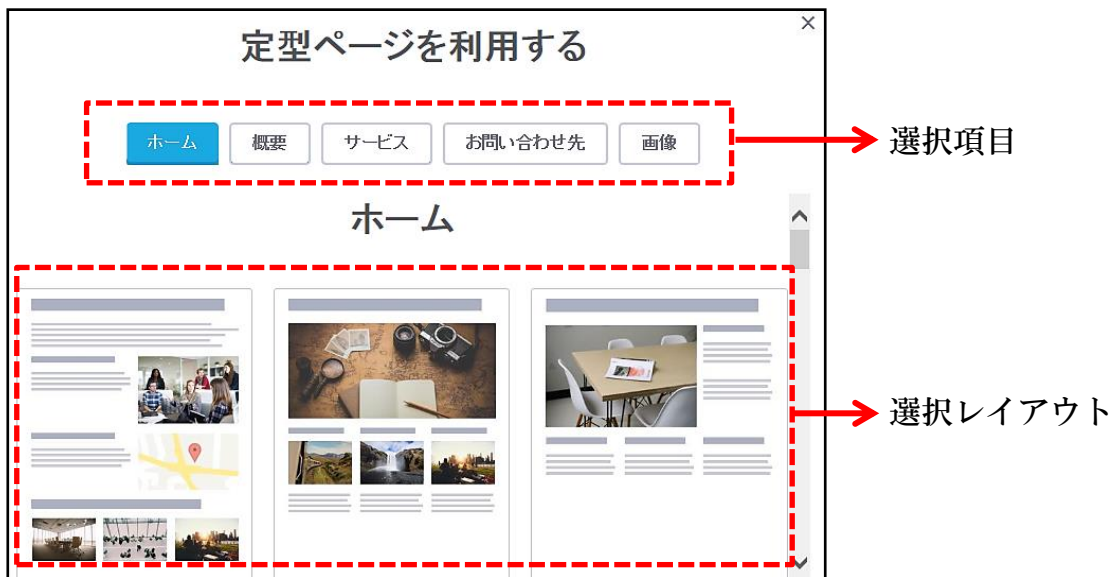 定型ページを利用する
ホーム 概要 サービス お問い合わせ先 画像
選択項目
ホーム
選択レイアウト